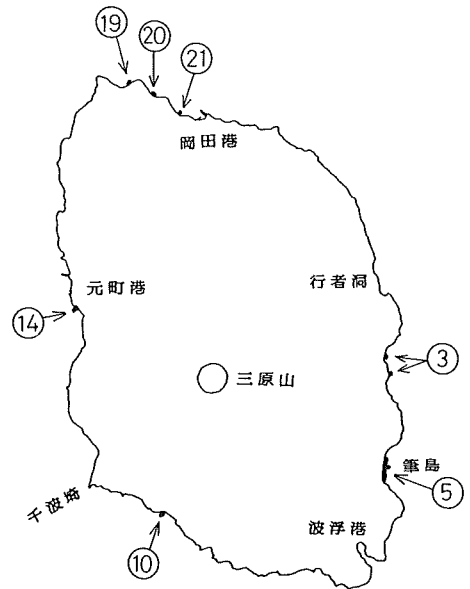 ⑲
⑳
㉑
岡田港
行者洞
元町港
⑭
③
三原山
筆島
⑤
千波埼
波浮港
⑩